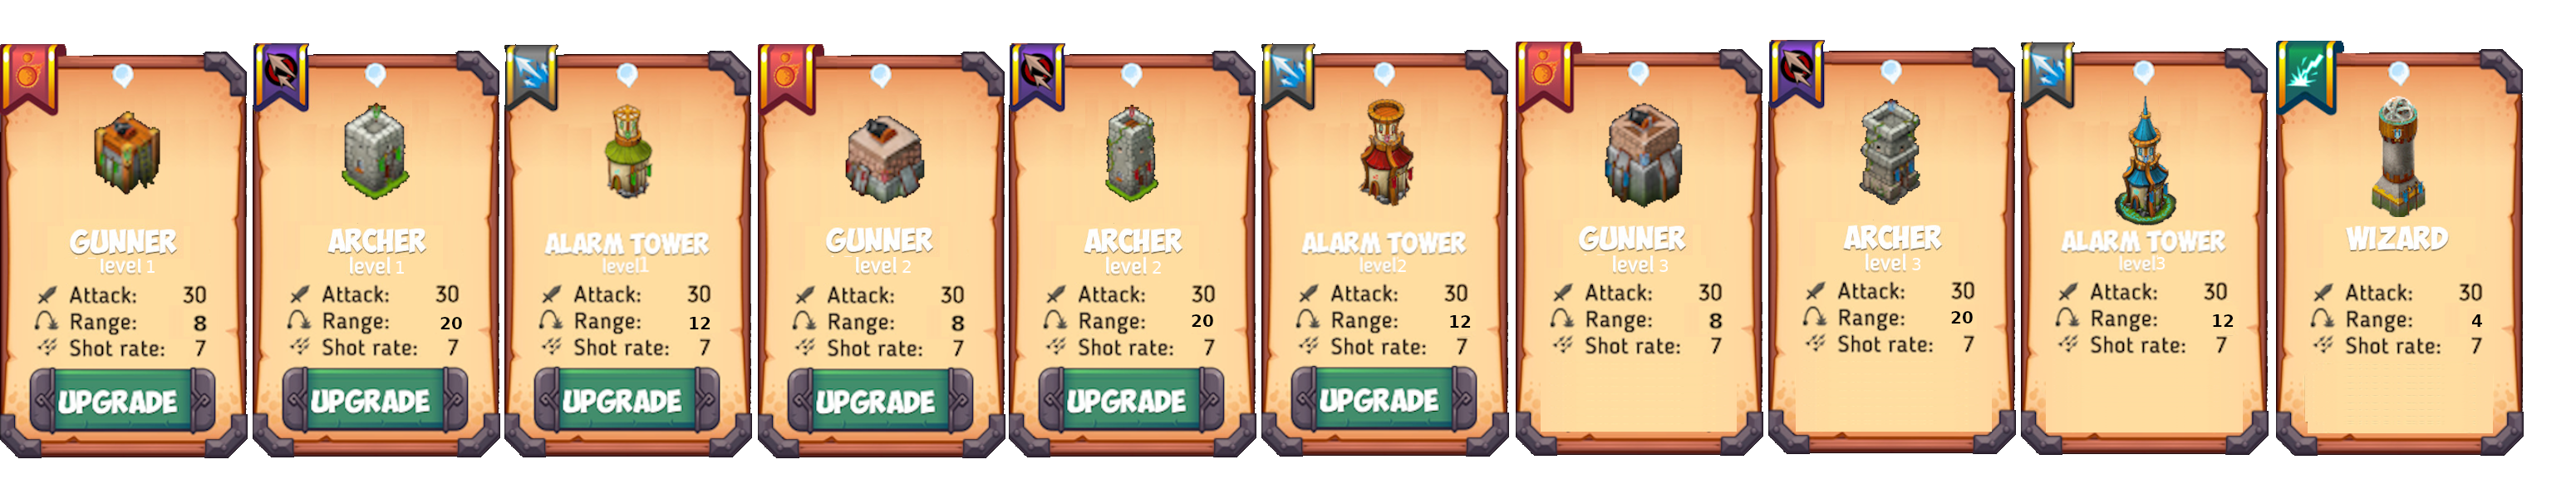 GUNNER
level 1
Attack: 30
Range: 8
Shot rate: 7
UPGRADE
ARCHER
level 1
Attack: 30
Range: 20
Shot rate: 7
UPGRADE
ALARM TOWER
level1
Attack: 30
Range: 12
Shot rate: 7
UPGRADE
GUNNER
level 2
Attack: 30
Range: 8
Shot rate: 7
UPGRADE
ARCHER
level 2
Attack: 30
Range: 20
Shot rate: 7
UPGRADE
ALARM TOWER
level2
Attack: 30
Range: 12
Shot rate: 7
UPGRADE
GUNNER
level 3
Attack: 30
Range: 8
Shot rate: 7
ARCHER
level 3
Attack: 30
Range: 20
Shot rate: 7
ALARM TOWER
level3
Attack: 30
Range: 12
Shot rate: 7
WIZARD
Attack: 30
Range: 4
Shot rate: 7